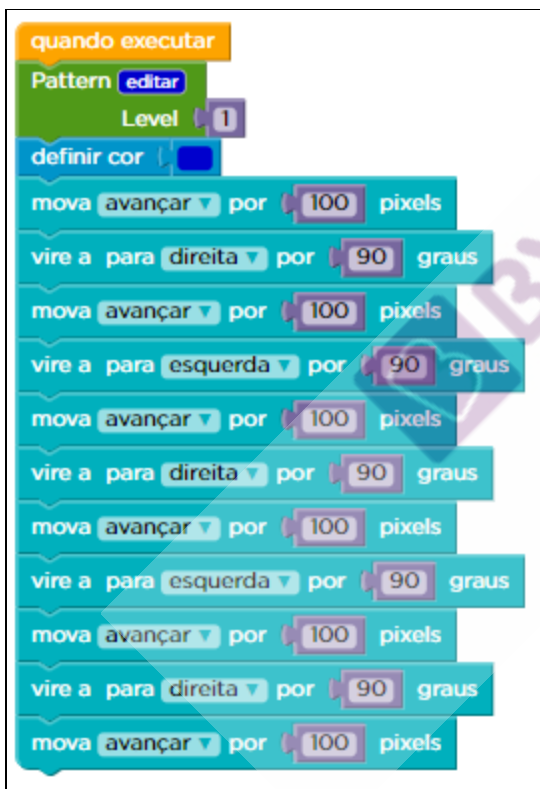 quando executar
Pattern editar
Level 1
definir cor
mova avançar por 100 pixels
vire a para direita por 90 graus
mova avançar por 100 pixels
vire a para esquerda por 90 graus
mova avançar por 100 pixels
vire a para direita por 90 graus
mova avançar por 100 pixels
vire a para esquerda por 90 graus
mova avançar por 100 pixels
vire a para direita por 90 graus
mova avançar por 100 pixels